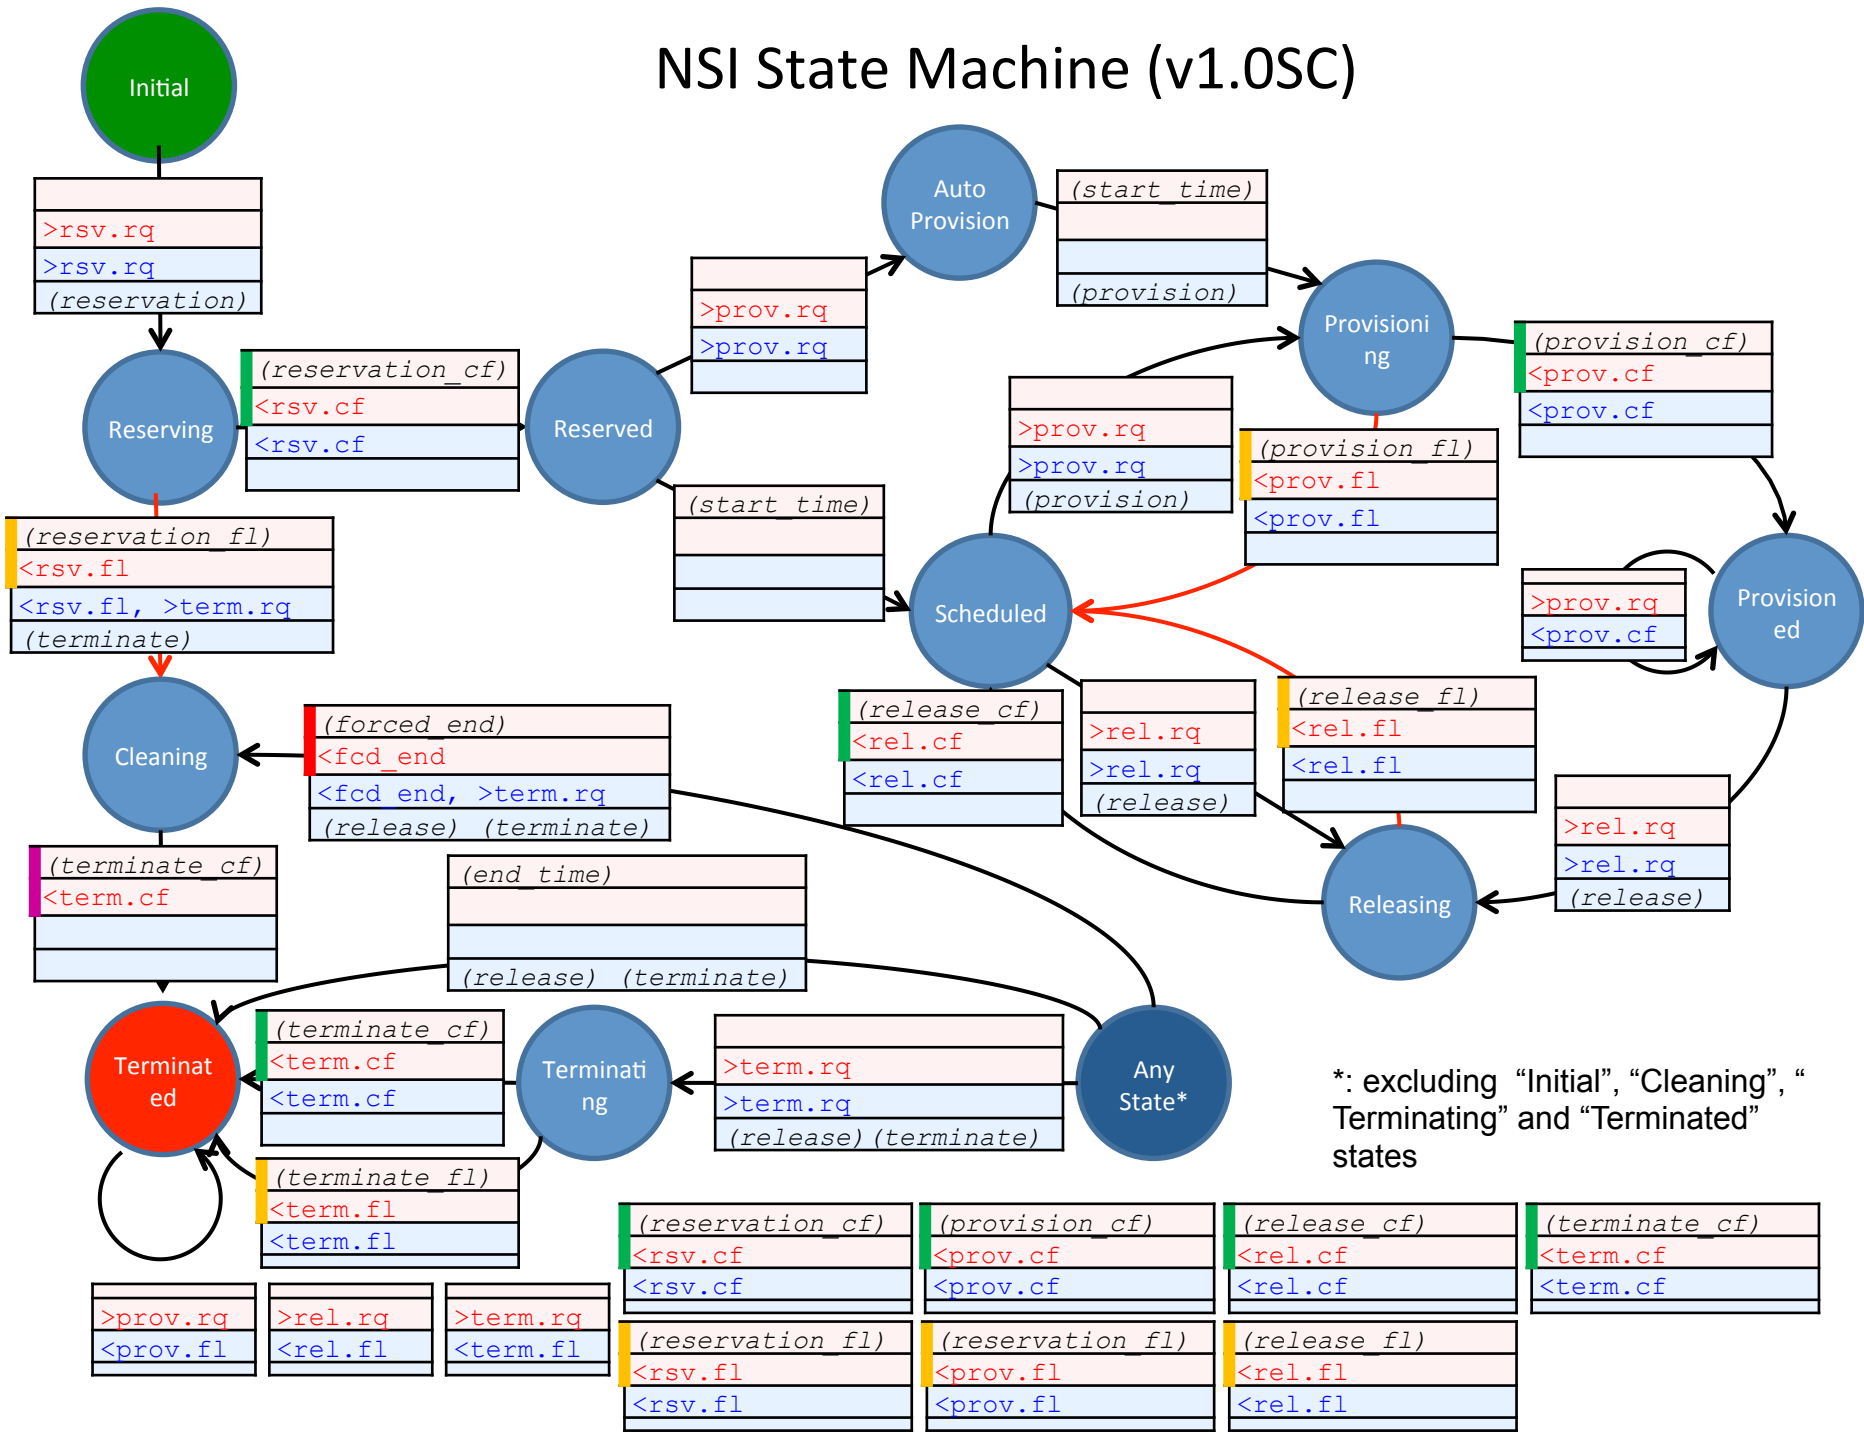 NSI State Machine (v1.0SC)
Initial
>rsv.rq
>rsv.rq
(reservation)
Auto
Provision
(start_time)
(provision)
>prov.rq
>prov.rq
Provisioni
ng
(provision_cf)
<prov.cf
<prov.cf
Reserving
(reservation_cf)
<rsv.cf
<rsv.cf
Reserved
>prov.rq
>prov.rq
(provision)
(provision_fl)
<prov.fl
<prov.fl
(start_time)
(reservation_fl)
<rsv.fl
<rsv.fl, >term.rq
(terminate)
Scheduled
>prov.rq
<prov.cf
Provision
ed
Cleaning
(forced_end)
<fcd_end
<fcd_end, >term.rq
(release) (terminate)
(release_cf)
<rel.cf
<rel.cf
>rel.rq
>rel.rq
(release)
(release_fl)
<rel.fl
<rel.fl
>rel.rq
>rel.rq
(release)
(terminate_cf)
<term.cf
(end_time)
(release) (terminate)
Releasing
Terminat
ed
(terminate_cf)
<term.cf
<term.cf
Terminati
ng
>term.rq
>term.rq
(release)(terminate)
Any
State*
*: excluding “Initial”, “Cleaning”, “
Terminating” and “Terminated”
states
(terminate_fl)
<term.fl
<term.fl
>prov.rq
<prov.fl
>rel.rq
<rel.fl
>term.rq
<term.fl
(reservation_cf)
<rsv.cf
<rsv.cf
(provision_cf)
<prov.cf
<prov.cf
(release_cf)
<rel.cf
<rel.cf
(terminate_cf)
<term.cf
<term.cf
(reservation_fl)
<rsv.fl
<rsv.fl
(reservation_fl)
<prov.fl
<prov.fl
(release_fl)
<rel.fl
<rel.fl